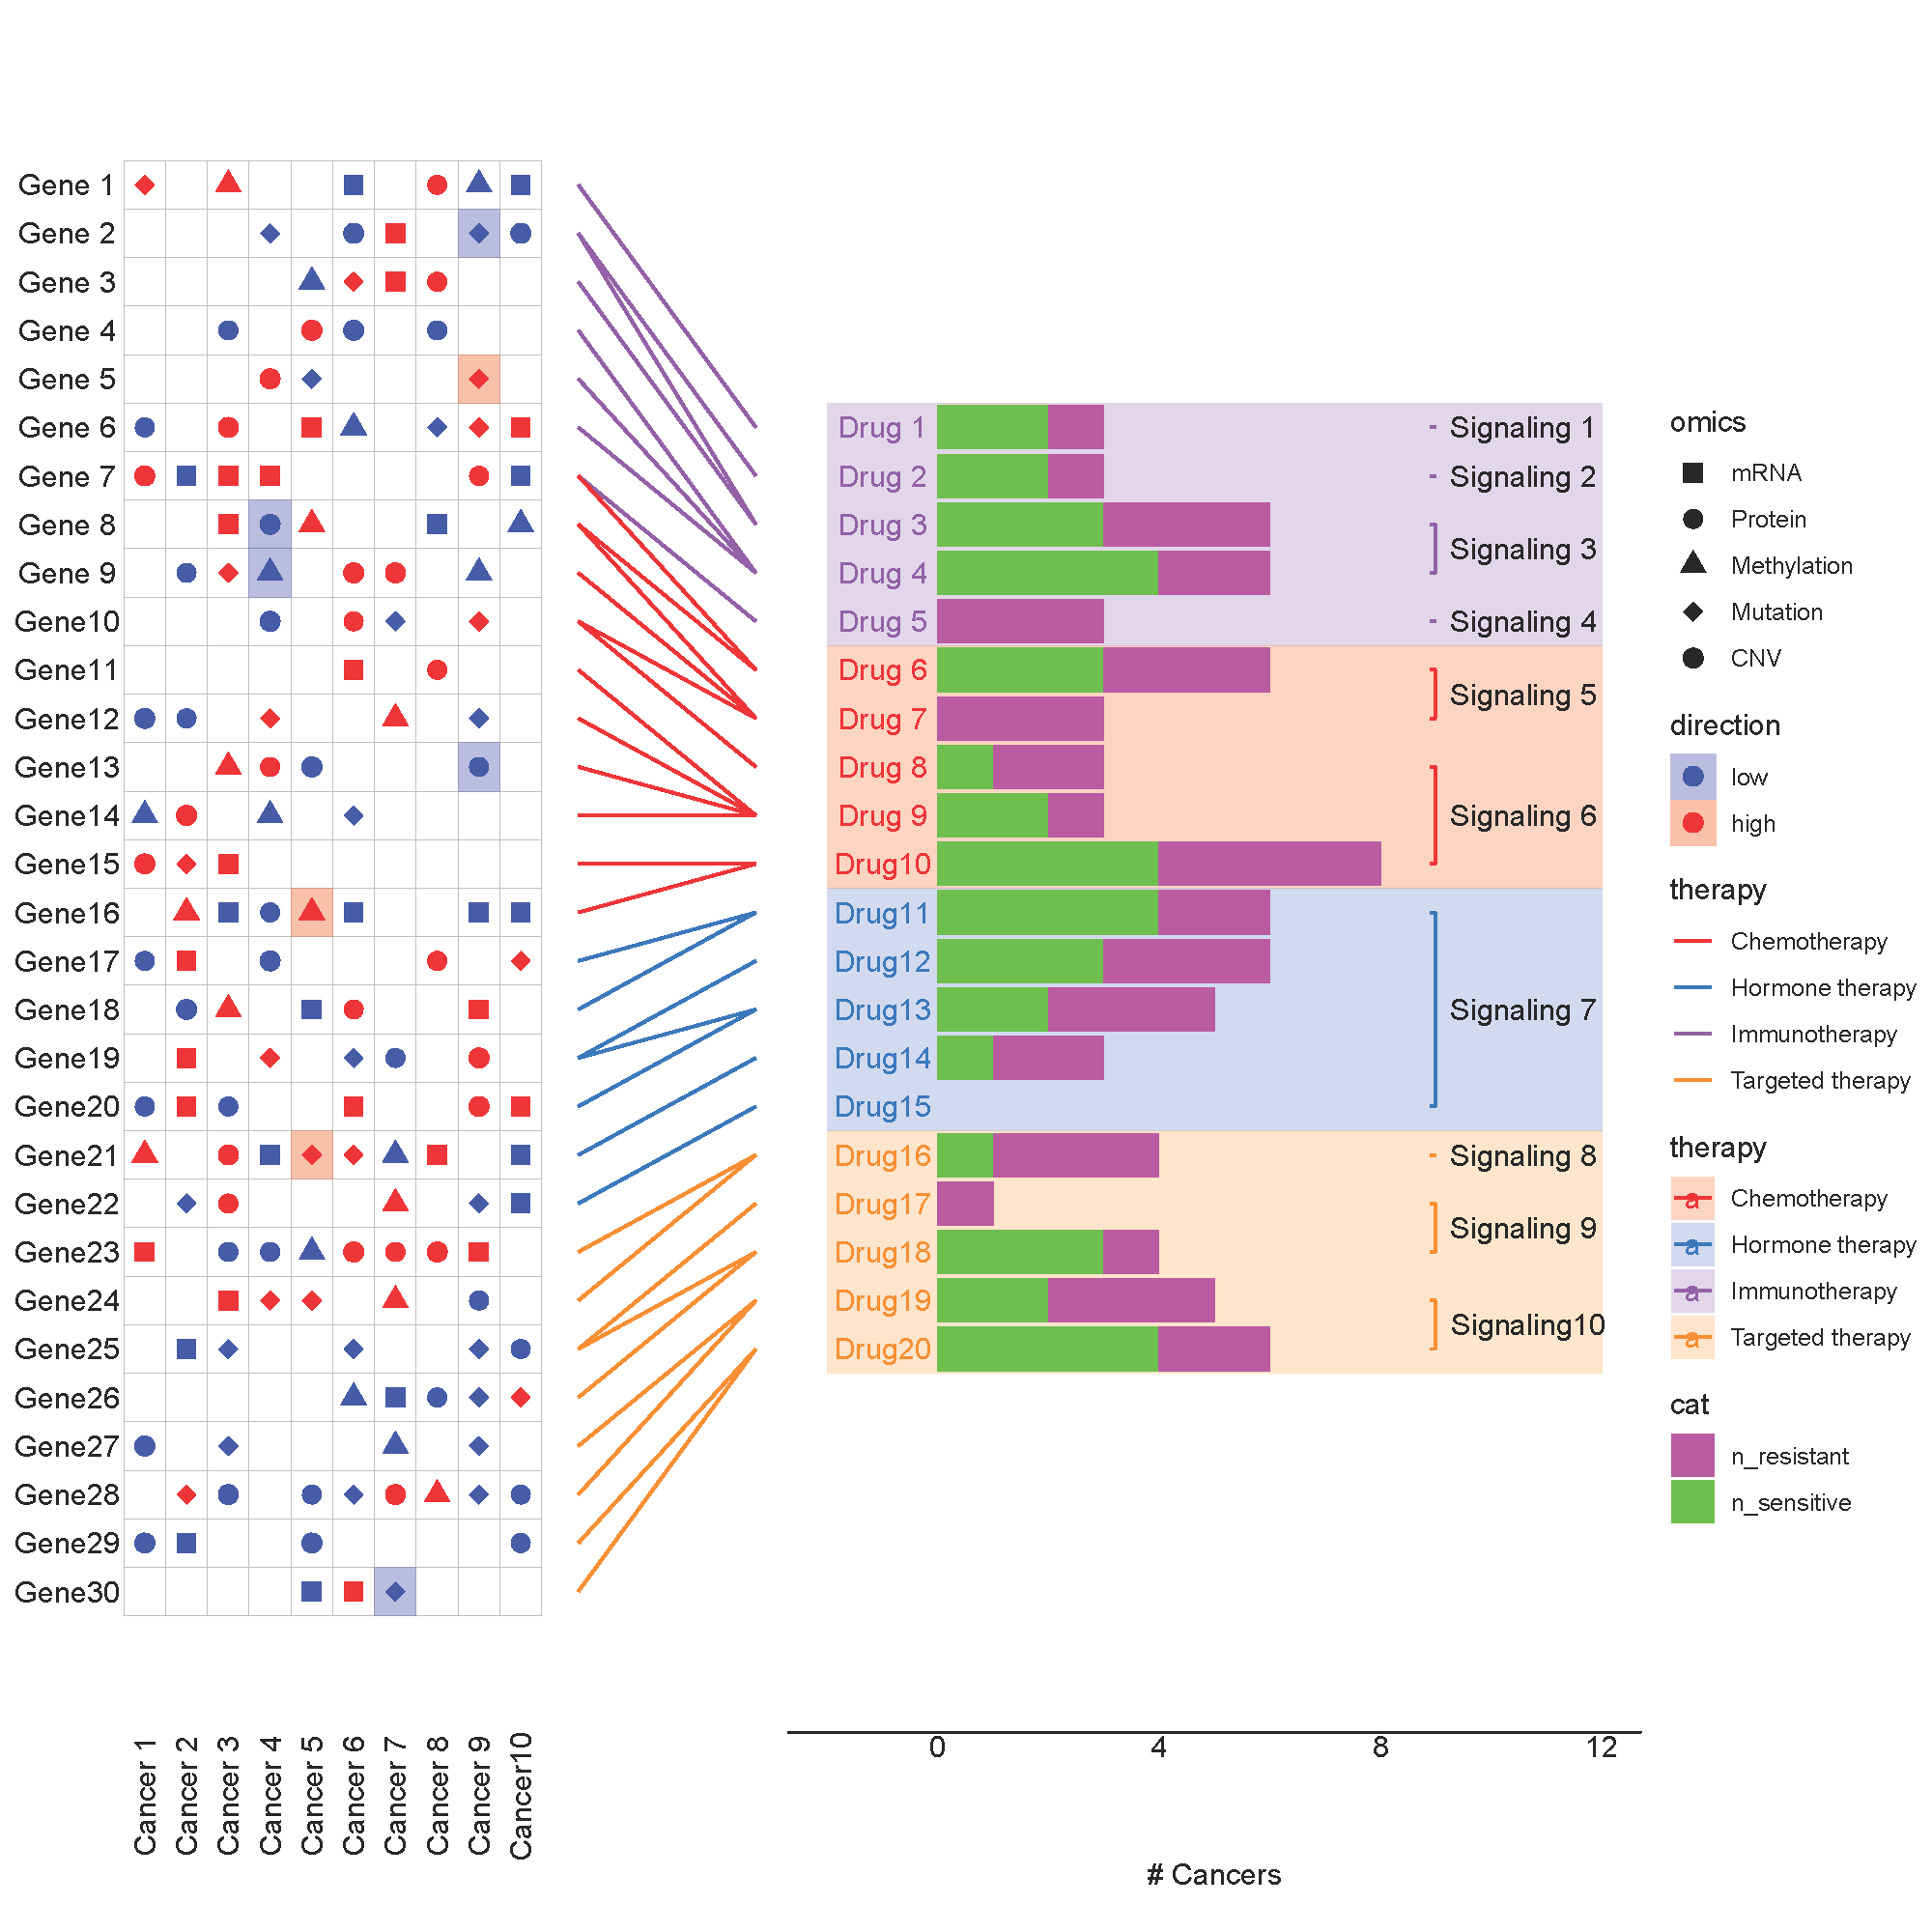 Gene 1
Gene 2
Gene 3
Gene 4
Gene 5
Gene 6
Gene 7
Gene 8
Gene 9
Gene10
Gene11
Gene12
Gene13
Gene14
Gene15
Gene16
Gene17
Gene18
Gene19
Gene20
Gene21
Gene22
Gene23
Gene24
Gene25
Gene26
Gene27
Gene28
Gene29
Gene30
Cancer 1
Cancer 2
Cancer 3
Cancer 4
Cancer 5
Cancer 6
Cancer 7
Cancer 8
Cancer 9
Cancer10
Drug 1
Drug 2
Drug 3
Drug 4
Drug 5
Drug 6
Drug 7
Drug 8
Drug 9
Drug10
Drug11
Drug12
Drug13
Drug14
Drug15
Drug16
Drug17
Drug18
Drug19
Drug20
Signaling 1
Signaling 2
Signaling 3
Signaling 4
Signaling 5
Signaling 6
Signaling 7
Signaling 8
Signaling 9
Signaling10
0 4 8 12
# Cancers
omics
mRNA
Protein
Methylation
Mutation
CNV
direction
low
high
therapy
Chemotherapy
Hormone therapy
Immunotherapy
Targeted therapy
therapy
a Chemotherapy
a Hormone therapy
a Immunotherapy
a Targeted therapy
cat
n_resistant
n_sensitive